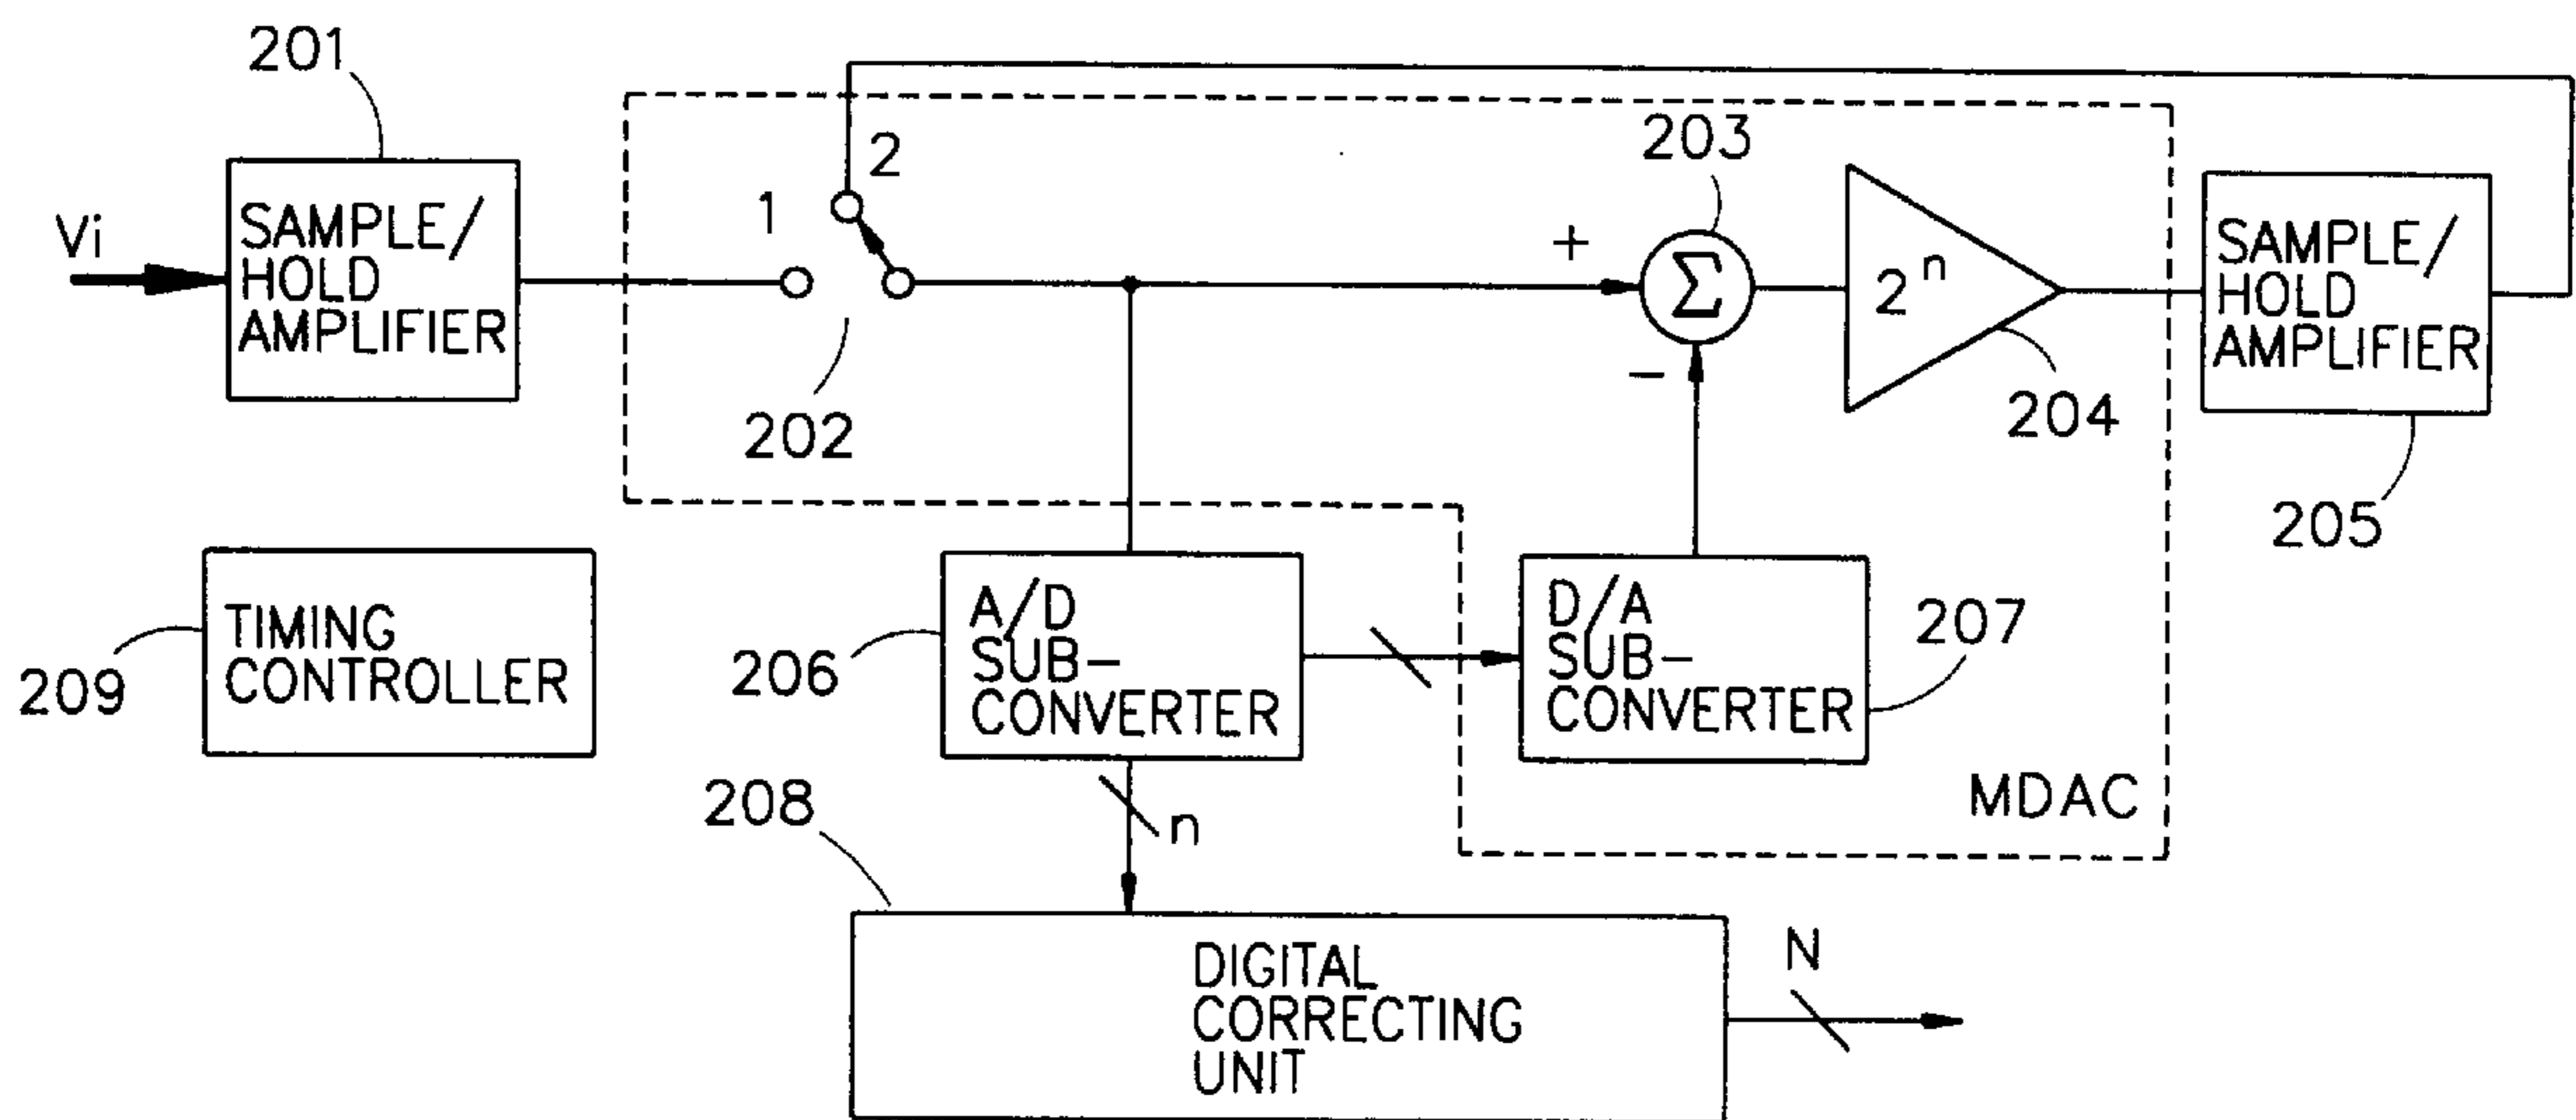 201
Vi
SAMPLE/
HOLD
AMPLIFIER
1
2
202
203
+
−
Σ
2ⁿ
204
SAMPLE/
HOLD
AMPLIFIER
205
TIMING
CONTROLLER
209
A/D
SUB-
CONVERTER
206
D/A
SUB-
CONVERTER
207
MDAC
n
208
DIGITAL
CORRECTING
UNIT
N